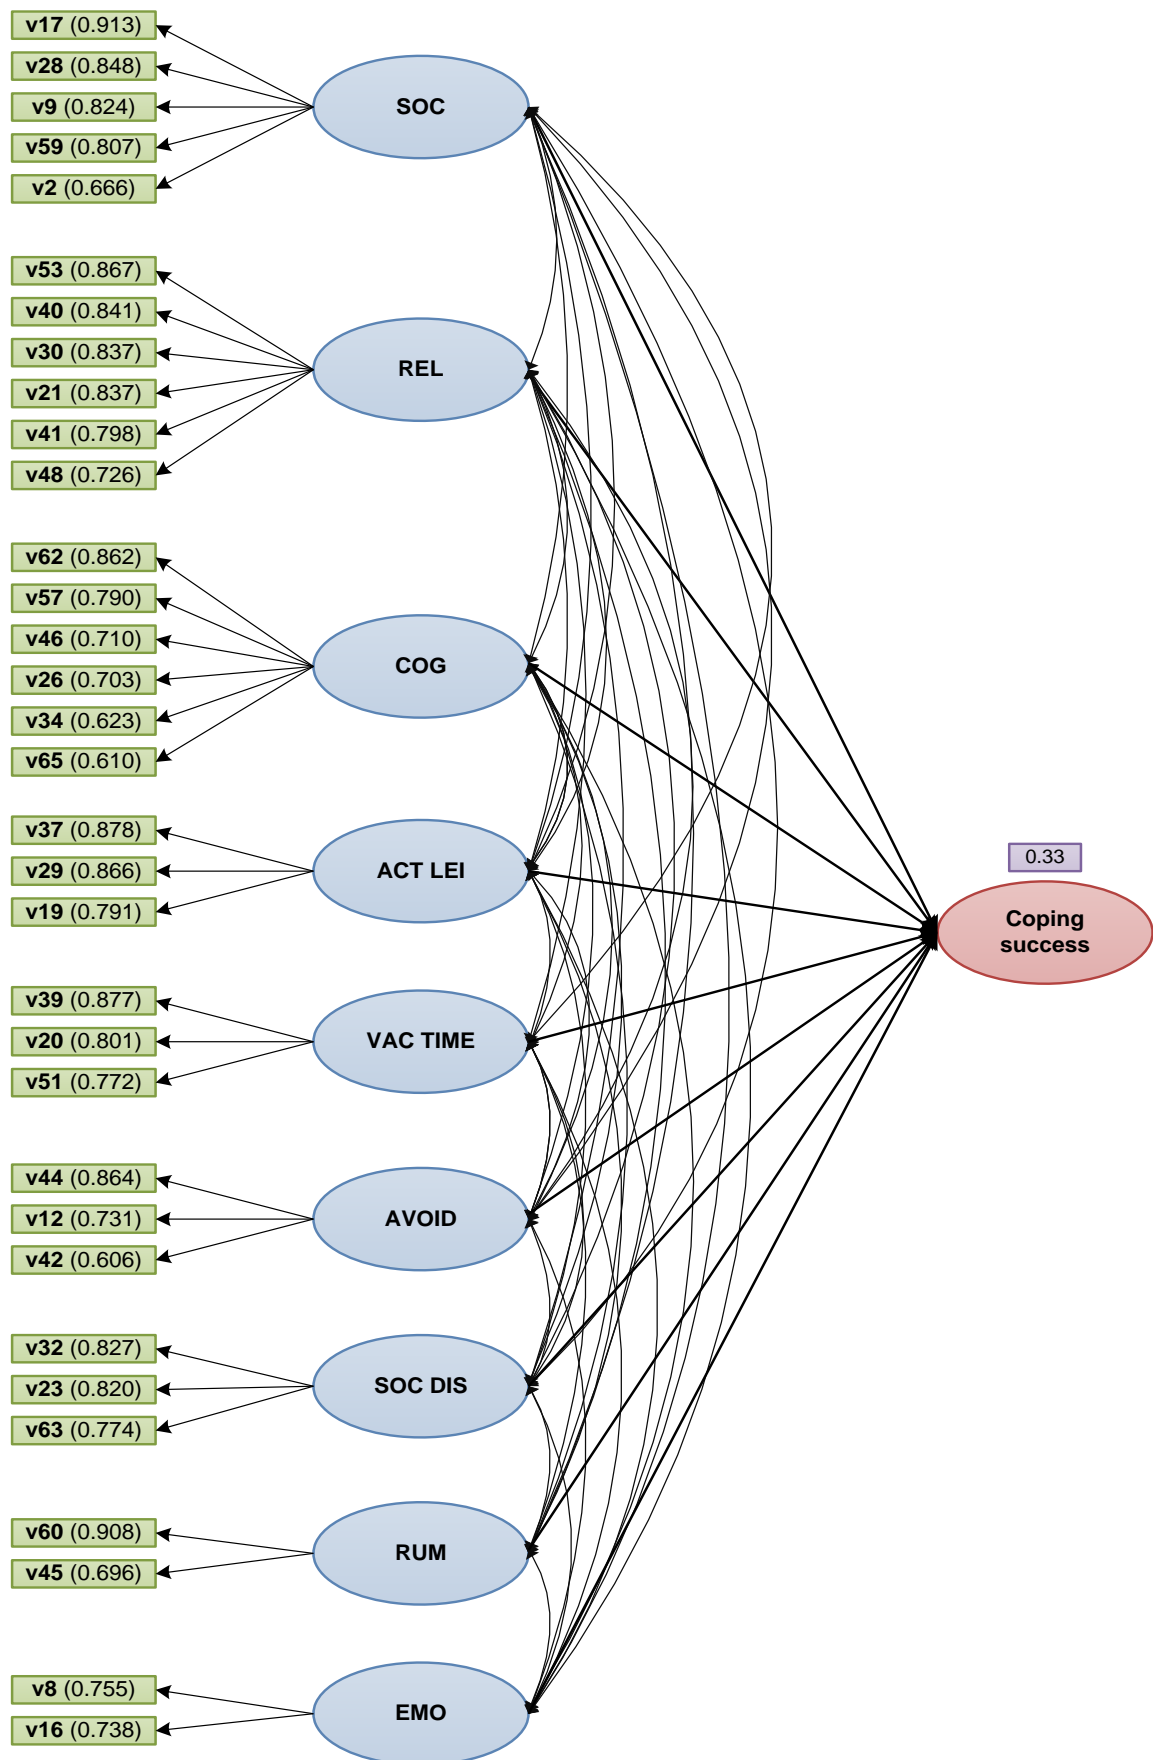 v17 (0.913)
v28 (0.848)
v9 (0.824)
v59 (0.807)
v2 (0.666)
SOC
v53 (0.867)
v40 (0.841)
v30 (0.837)
v21 (0.837)
v41 (0.798)
v48 (0.726)
REL
v62 (0.862)
v57 (0.790)
v46 (0.710)
v26 (0.703)
v34 (0.623)
v65 (0.610)
COG
v37 (0.878)
v29 (0.866)
v19 (0.791)
ACT LEI
v39 (0.877)
v20 (0.801)
v51 (0.772)
VAC TIME
v44 (0.864)
v12 (0.731)
v42 (0.606)
AVOID
v32 (0.827)
v23 (0.820)
v63 (0.774)
SOC DIS
v60 (0.908)
v45 (0.696)
RUM
v8 (0.755)
v16 (0.738)
EMO
0.33
Coping
success